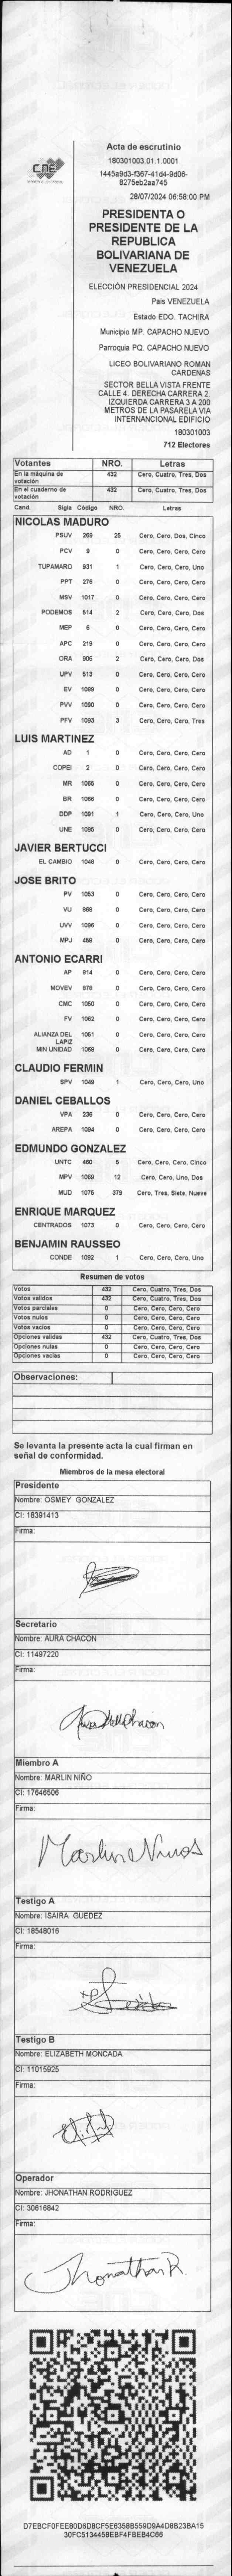 CNE
Acta de escrutinio
180301003.01.1.0001
1445a9d3-f367-41d4-9d06-
8275eb2aa745
28/07/2024 06:58:00 PM
PRESIDENTA O
PRESIDENTE DE LA
REPUBLICA
BOLIVARIANA DE
VENEZUELA
ELECCIÓN PRESIDENCIAL 2024
Pais VENEZUELA
Estado EDO. TACHIRA
Municipio MP. CAPACHO NUEVO
Parroquia PQ. CAPACHO NUEVO
LICEO BOLIVARIANO ROMAN
CARDENAS
SECTOR BELLA VISTA FRENTE
CALLE 4. DERECHA CARRERA 2.
IZQUIERDA CARRERA 3 A 200
METROS DE LA PASARELA VIA
INTERNANCIONAL EDIFICIO
180301003
712 Electores
Votantes NRO. Letras
En la máquina de votación 432 Cero, Cuatro, Tres, Dos
En el cuaderno de votación 432 Cero, Cuatro, Tres, Dos
Cand. Sigla Código NRO. Letras
NICOLAS MADURO
PSUV 269 25 Cero, Cero, Dos, Cinco
PCV 9 0 Cero, Cero, Cero, Cero
TUPAMARO 931 1 Cero, Cero, Cero, Uno
PPT 276 0 Cero, Cero, Cero, Cero
MSV 1017 0 Cero, Cero, Cero, Cero
PODEMOS 514 2 Cero, Cero, Cero, Dos
MEP 6 0 Cero, Cero, Cero, Cero
APC 219 0 Cero, Cero, Cero, Cero
ORA 906 2 Cero, Cero, Cero, Dos
UPV 513 0 Cero, Cero, Cero, Cero
EV 1089 0 Cero, Cero, Cero, Cero
PVV 1090 0 Cero, Cero, Cero, Cero
PFV 1093 3 Cero, Cero, Cero, Tres
LUIS MARTINEZ
AD 1 0 Cero, Cero, Cero, Cero
COPEI 2 0 Cero, Cero, Cero, Cero
MR 1065 0 Cero, Cero, Cero, Cero
BR 1066 0 Cero, Cero, Cero, Cero
DDP 1091 1 Cero, Cero, Cero, Uno
UNE 1095 0 Cero, Cero, Cero, Cero
JAVIER BERTUCCI
EL CAMBIO 1048 0 Cero, Cero, Cero, Cero
JOSE BRITO
PV 1053 0 Cero, Cero, Cero, Cero
VU 868 0 Cero, Cero, Cero, Cero
UVV 1096 0 Cero, Cero, Cero, Cero
MPJ 458 0 Cero, Cero, Cero, Cero
ANTONIO ECARRI
AP 914 0 Cero, Cero, Cero, Cero
MOVEV 979 0 Cero, Cero, Cero, Cero
CMC 1050 0 Cero, Cero, Cero, Cero
FV 1062 0 Cero, Cero, Cero, Cero
ALIANZA DEL LAPIZ 1051 0 Cero, Cero, Cero, Cero
MIN UNIDAD 1069 0 Cero, Cero, Cero, Cero
CLAUDIO FERMIN
SPV 1049 1 Cero, Cero, Cero, Uno
DANIEL CEBALLOS
VPA 236 0 Cero, Cero, Cero, Cero
AREPA 1094 0 Cero, Cero, Cero, Cero
EDMUNDO GONZALEZ
UNTC 460 5 Cero, Cero, Cero, Cinco
MPV 1069 12 Cero, Cero, Uno, Dos
MUD 1075 379 Cero, Tres, Siete, Nueve
ENRIQUE MARQUEZ
CENTRADOS 1073 0 Cero, Cero, Cero, Cero
BENJAMIN RAUSSEO
CONDE 1092 1 Cero, Cero, Cero, Uno
Resumen de votos
Votos 432 Cero, Cuatro, Tres, Dos
Votos validos 432 Cero, Cuatro, Tres, Dos
Votos parciales 0 Cero, Cero, Cero, Cero
Votos nulos 0 Cero, Cero, Cero, Cero
Votos vacios 0 Cero, Cero, Cero, Cero
Opciones validas 432 Cero, Cuatro, Tres, Dos
Opciones nulas 0 Cero, Cero, Cero, Cero
Opciones vacias 0 Cero, Cero, Cero, Cero
Observaciones:
Se levanta la presente acta la cual firman en
señal de conformidad.
Miembros de la mesa electoral
Presidente
Nombre: OSMEY GONZALEZ
CI: 18391413
Firma:
Secretario
Nombre: AURA CHACON
CI: 11497220
Firma:
Miembro A
Nombre: MARLIN NIÑO
CI: 17646506
Firma:
Testigo A
Nombre: ISAIRA GUEDEZ
CI: 18548016
Firma:
Testigo B
Nombre: ELIZABETH MONCADA
CI: 11015925
Firma:
Operador
Nombre: JHONATHAN RODRIGUEZ
CI: 30616842
Firma:
Jhonathan R.
D7EBCF0FEE80D6D8CF5E6358B559D9A4D8B23BA15
30FC5134458EBF4FBEB4C66